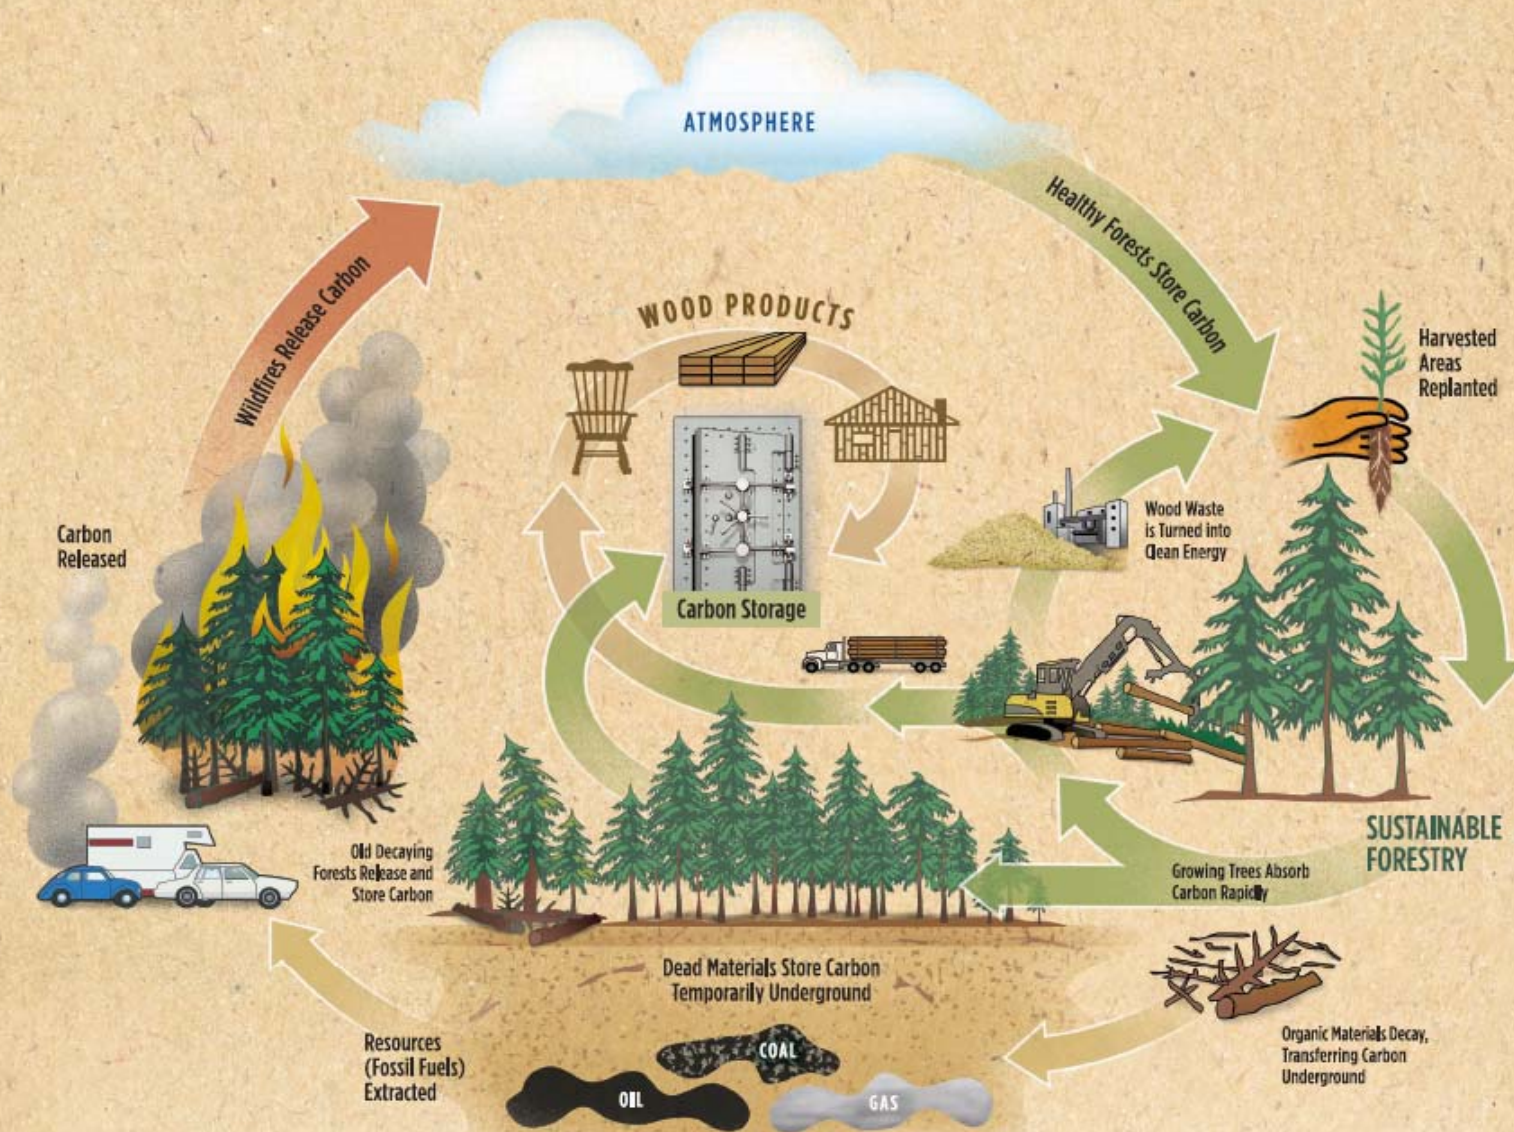 ATMOSPHERE
Wildfires Release Carbon
Healthy Forests Store Carbon
WOOD PRODUCTS
Harvested
Areas
Replanted
Carbon
Released
Wood Waste
is Turned into
Clean Energy
Carbon Storage
SUSTAINABLE
FORESTRY
Old Decaying
Forests Release and
Store Carbon
Growing Trees Absorb
Carbon Rapidly
Dead Materials Store Carbon
Temporarily Underground
Resources
(Fossil Fuels)
Extracted
COAL
OIL
GAS
Organic Materials Decay,
Transferring Carbon
Underground